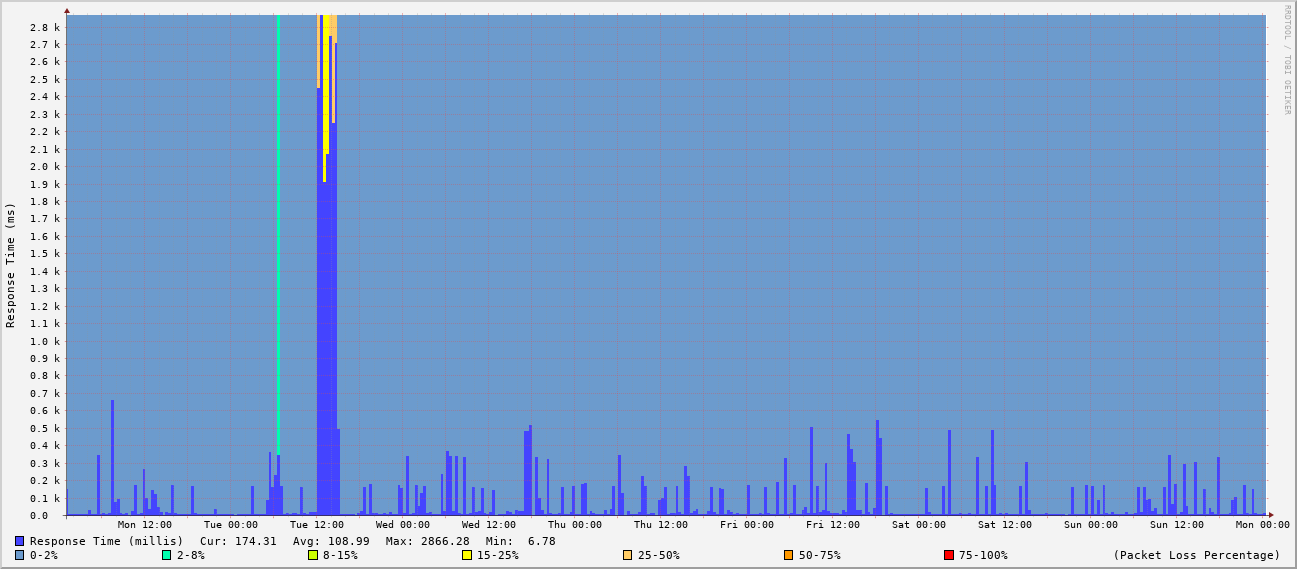 RRDTOOL / TOBI OETIKER
Response Time (ms)
2.8 k
2.7 k
2.6 k
2.5 k
2.4 k
2.3 k
2.2 k
2.1 k
2.0 k
1.9 k
1.8 k
1.7 k
1.6 k
1.5 k
1.4 k
1.3 k
1.2 k
1.1 k
1.0 k
0.9 k
0.8 k
0.7 k
0.6 k
0.5 k
0.4 k
0.3 k
0.2 k
0.1 k
0.0
Mon 12:00 Tue 00:00 Tue 12:00 Wed 00:00 Wed 12:00 Thu 00:00 Thu 12:00 Fri 00:00 Fri 12:00 Sat 00:00 Sat 12:00 Sun 00:00 Sun 12:00 Mon 00:00
Response Time (millis) Cur: 174.31 Avg: 108.99 Max: 2866.28 Min: 6.78
0-2% 2-8% 8-15% 15-25% 25-50% 50-75% 75-100% (Packet Loss Percentage)